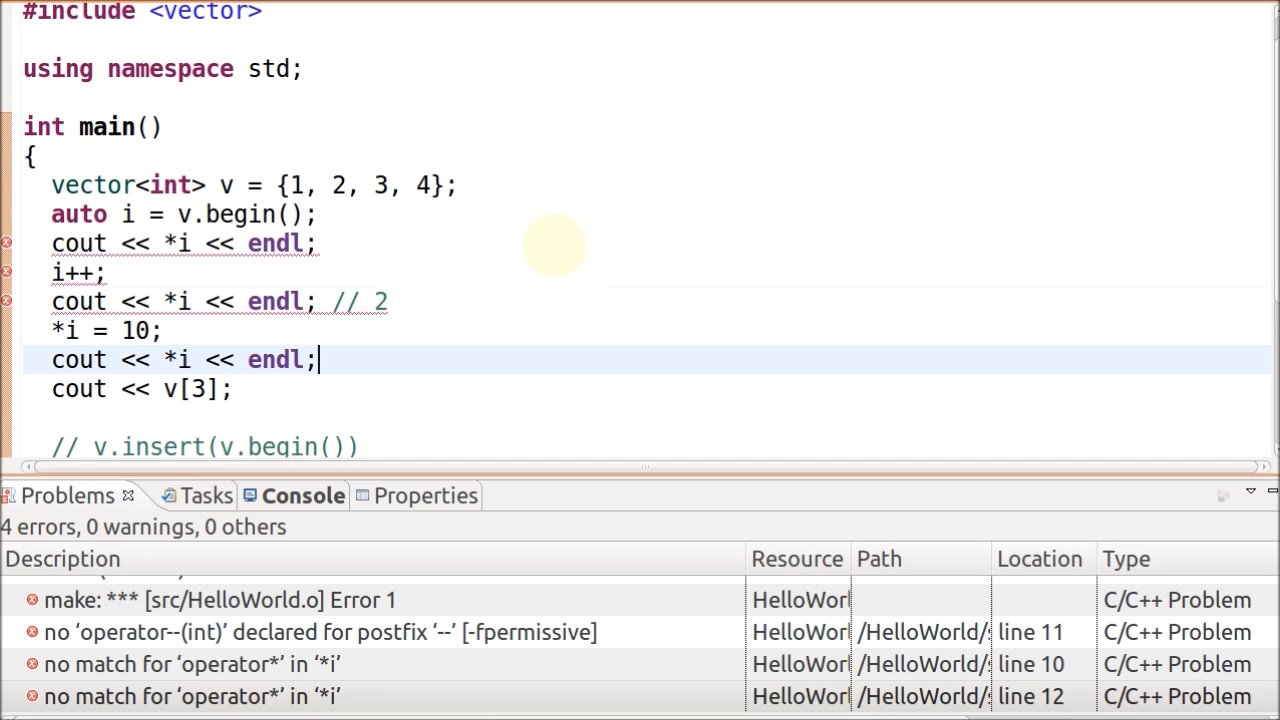 #include <vector>
using namespace std;
int main()
{
vector<int> v = {1, 2, 3, 4};
auto i = v.begin();
cout << *i << endl;
i++;
cout << *i << endl; // 2
*i = 10;
cout << *i << endl;
cout << v[3];
// v.insert(v.begin())
Problems Tasks Console Properties
4 errors, 0 warnings, 0 others
Description Resource Path Location Type
make: *** [src/HelloWorld.o] Error 1 HelloWorl C/C++ Problem
no ‘operator--(int)’ declared for postfix ‘--’ [-fpermissive] HelloWorl /HelloWorld/s line 11 C/C++ Problem
no match for ‘operator*’ in ‘*i’ HelloWorl /HelloWorld/s line 10 C/C++ Problem
no match for ‘operator*’ in ‘*i’ HelloWorl /HelloWorld/s line 12 C/C++ Problem